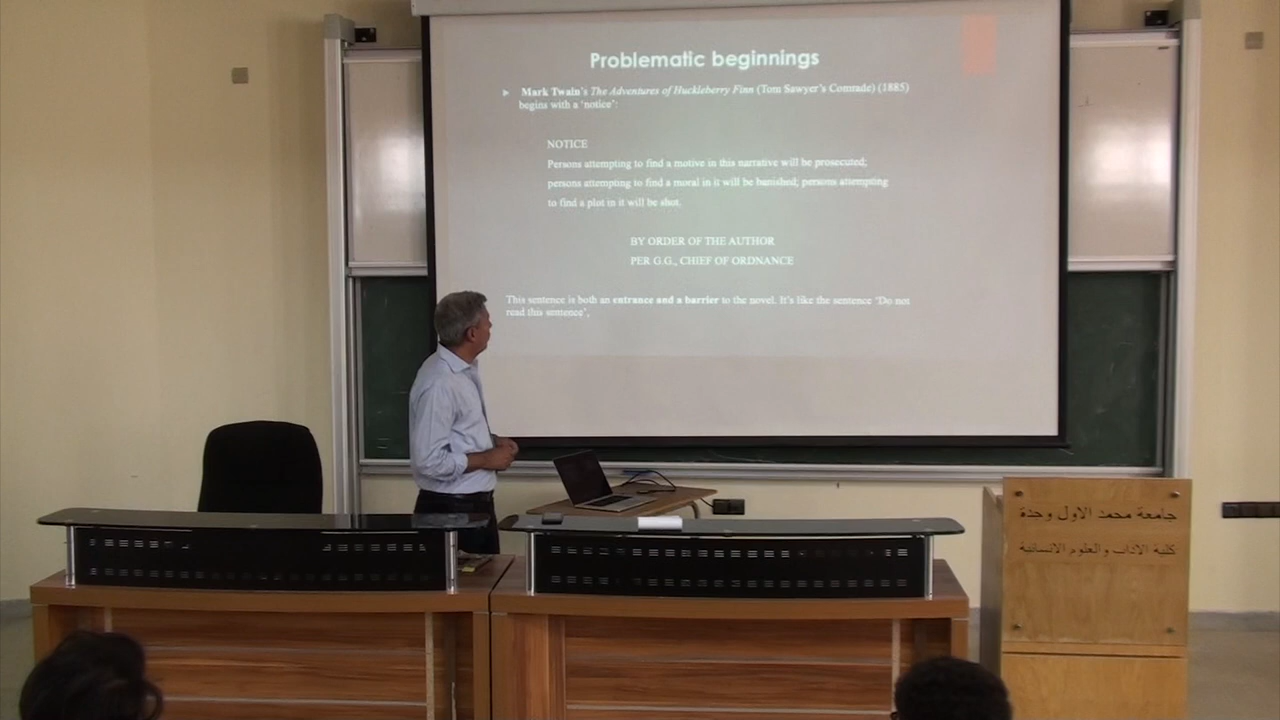 Problematic beginnings
Mark Twain's The Adventures of Huckleberry Finn (Tom Sawyer's Comrade) (1885)
begins with a 'notice':
NOTICE
Persons attempting to find a motive in this narrative will be prosecuted;
persons attempting to find a moral in it will be banished; persons attempting
to find a plot in it will be shot.
BY ORDER OF THE AUTHOR
PER G.G., CHIEF OF ORDNANCE
This sentence is both an entrance and a barrier to the novel. It's like the sentence 'Do not
read this sentence',
جامعة محمد الاول وجدة
كلية الآداب والعلوم الانسانية